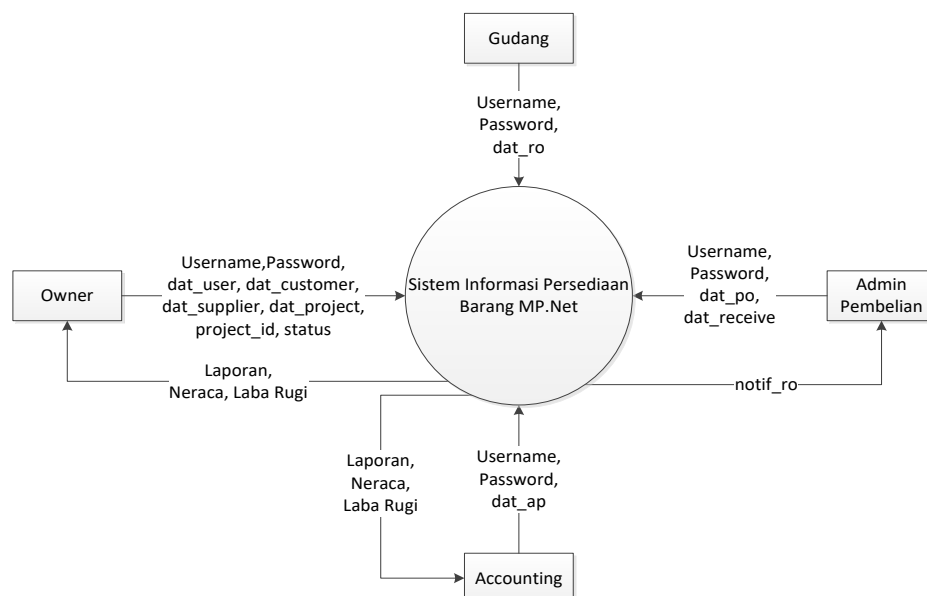 Gudang
Username,
Password,
dat_ro
Username,Password,
dat_user, dat_customer,
dat_supplier, dat_project,
project_id, status
Owner
Sistem Informasi Persediaan
Barang MP.Net
Username,
Password,
dat_po,
dat_receive
Admin
Pembelian
Laporan,
Neraca, Laba Rugi
notif_ro
Laporan,
Neraca,
Laba Rugi
Username,
Password,
dat_ap
Accounting